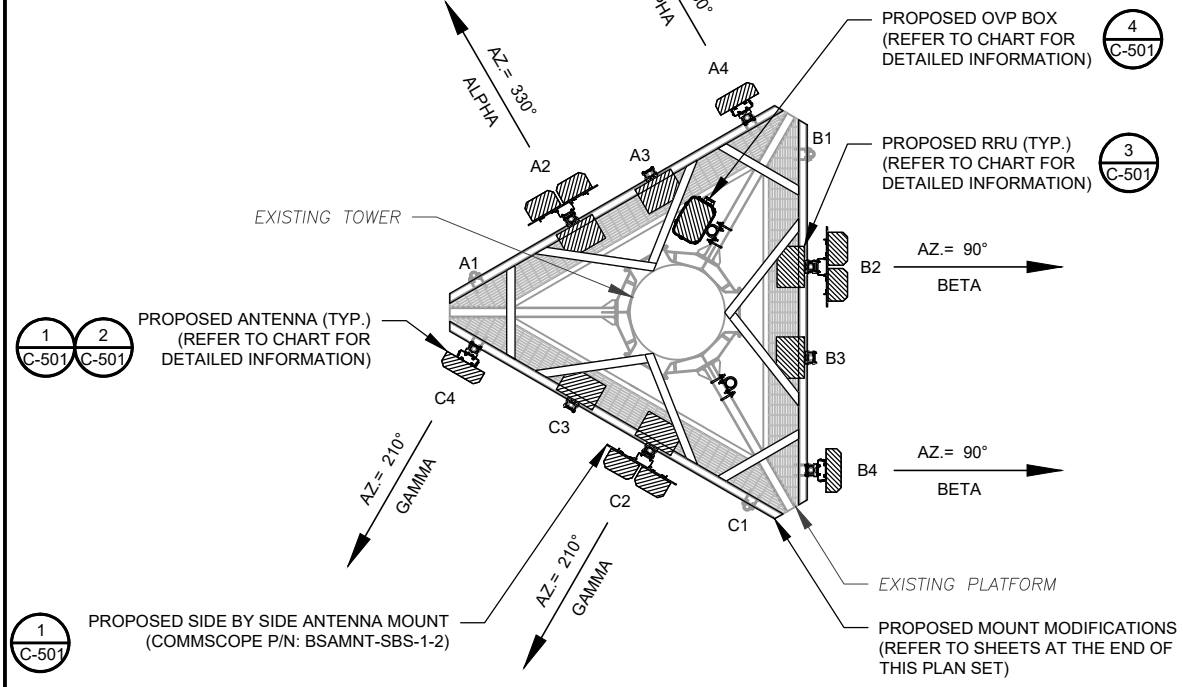 PROPOSED OVP BOX
(REFER TO CHART FOR
DETAILED INFORMATION)
4
C-501
AZ.= 330°
ALPHA
A4
B1
PROPOSED RRU (TYP.)
(REFER TO CHART FOR
DETAILED INFORMATION)
3
C-501
A2
A3
EXISTING TOWER
AZ.= 90°
BETA
B2
A1
1
C-501
2
C-501
PROPOSED ANTENNA (TYP.)
(REFER TO CHART FOR
DETAILED INFORMATION)
B3
C4
C3
AZ.= 90°
BETA
B4
AZ.= 210°
GAMMA
C2
C1
AZ.= 210°
GAMMA
EXISTING PLATFORM
1
C-501
PROPOSED SIDE BY SIDE ANTENNA MOUNT
(COMMSCOPE P/N: BSAMNT-SBS-1-2)
PROPOSED MOUNT MODIFICATIONS
(REFER TO SHEETS AT THE END OF
THIS PLAN SET)